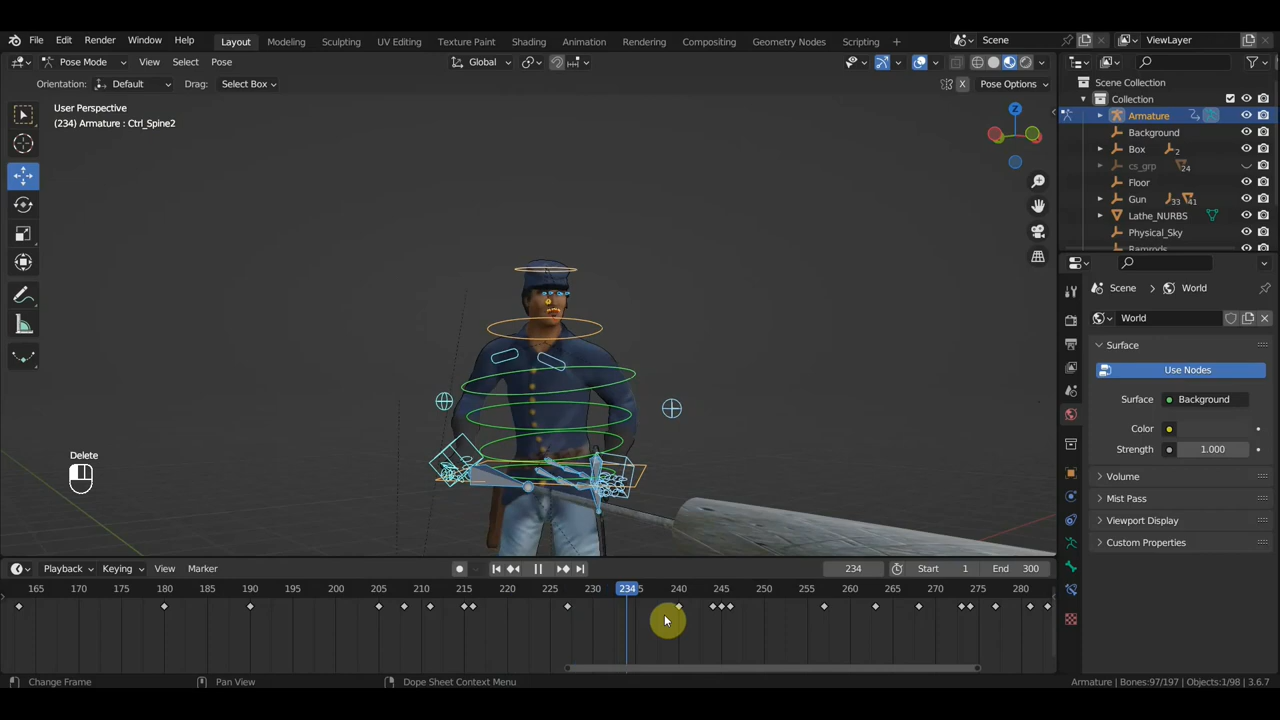 File Edit Render Window Help Layout Modeling Sculpting UV Editing Texture Paint Shading Animation Rendering Compositing Geometry Nodes Scripting + Scene ViewLayer
Pose Mode View Select Pose Global X Pose Options
Orientation: Default Drag: Select Box
User Perspective
(234) Armature : Ctrl_Spine2
Z
Scene Collection
Collection
Armature
Background
Box 2
cs_grp 24
Floor
Gun 33 41
Lathe_NURBS
Physical_Sky
Ramrods
Scene World
World
Surface
Use Nodes
Surface Background
Color
Strength 1.000
Volume
Mist Pass
Viewport Display
Custom Properties
Delete
Playback Keying View Marker 234 Start 1 End 300
165 170 175 180 185 190 195 200 205 210 215 220 225 230 234 240 245 250 255 260 265 270 275 280
Change Frame Pan View Dope Sheet Context Menu Armature | Bones:97/197 | Objects:1/98 | 3.6.7